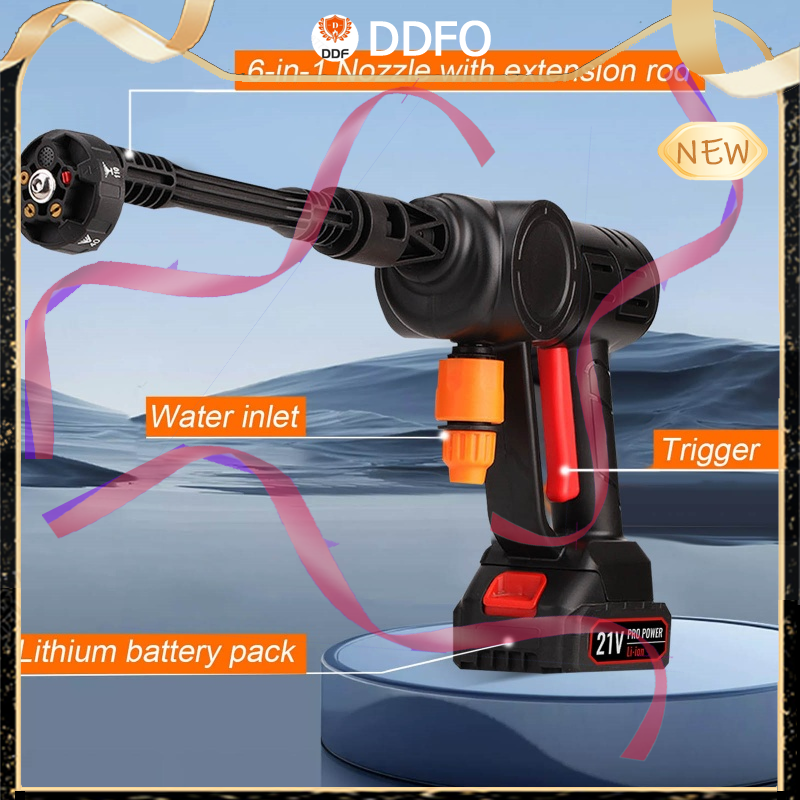 DDF
DDFO
6-in-1 Nozzle with extension rod
NEW
Water inlet
Trigger
Lithium battery pack
21V PRO POWER
Li-ion